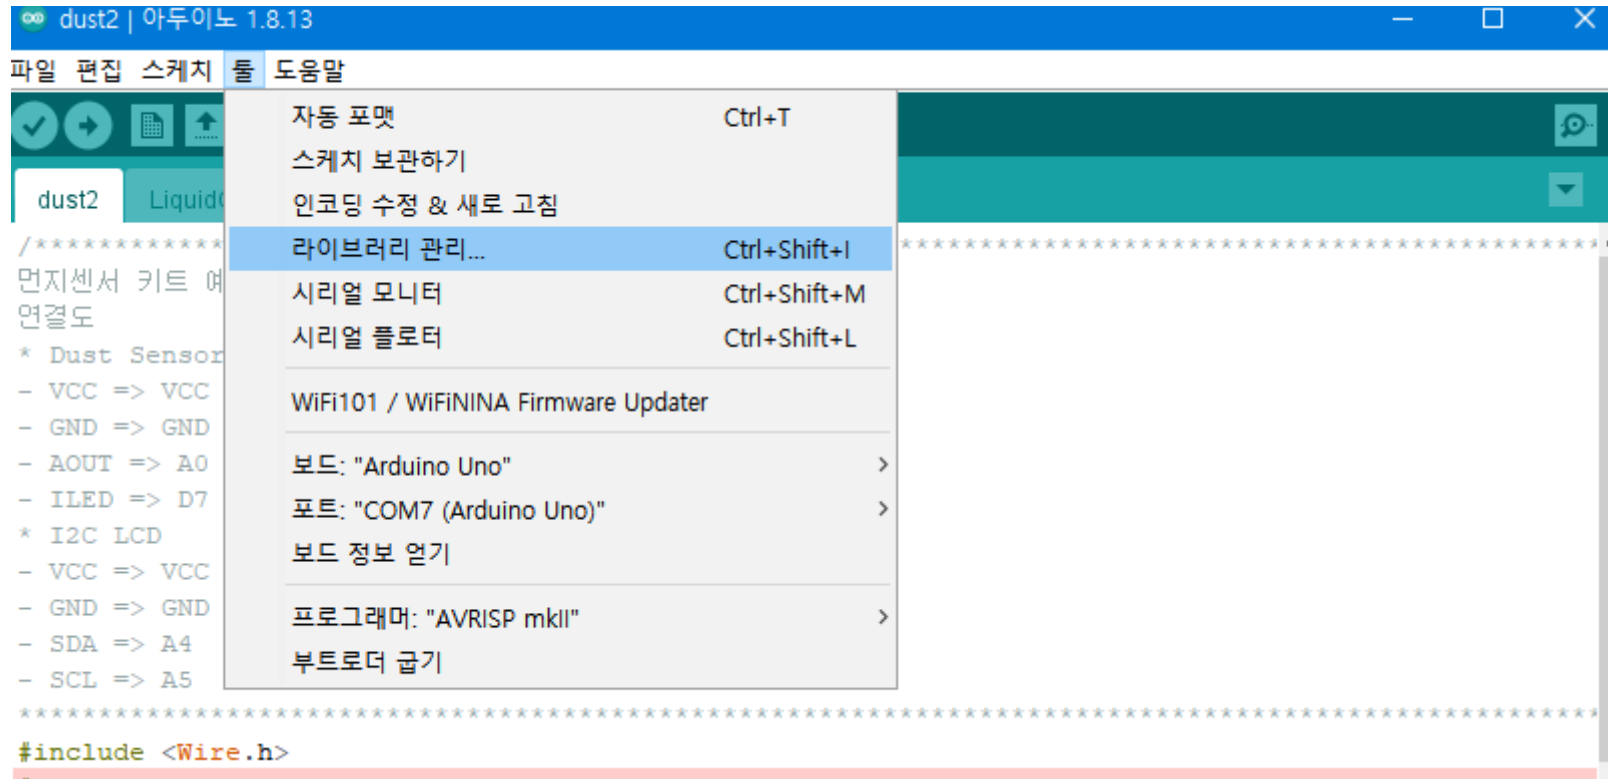 dust2 | 아두이노 1.8.13
파일 편집 스케치 툴 도움말
자동 포맷 Ctrl+T
스케치 보관하기
인코딩 수정 & 새로 고침
라이브러리 관리... Ctrl+Shift+I
시리얼 모니터 Ctrl+Shift+M
시리얼 플로터 Ctrl+Shift+L
WiFi101 / WiFiNINA Firmware Updater
보드: "Arduino Uno"
포트: "COM7 (Arduino Uno)"
보드 정보 얻기
프로그래머: "AVRISP mkII"
부트로더 굽기
dust2
/************ ********************************************
먼지센서 키트
연결도
* Dust Sensor
- VCC => VCC
- GND => GND
- AOUT => A0
- ILED => D7
* I2C LCD
- VCC => VCC
- GND => GND
- SDA => A4
- SCL => A5
***************************************************************************************************
#include <Wire.h>